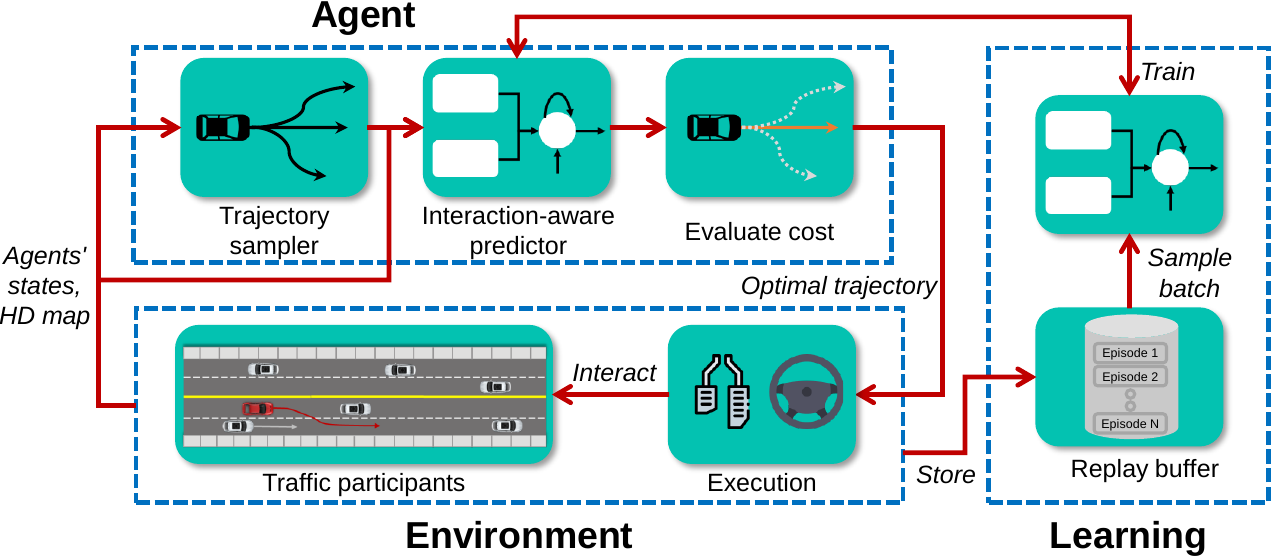 Agent
Trajectory
sampler
Interaction-aware
predictor
Evaluate cost
Agents'
states,
HD map
Optimal trajectory
Interact
Traffic participants
Execution
Environment
Store
Train
Sample
batch
Episode 1
Episode 2
Episode N
Replay buffer
Learning